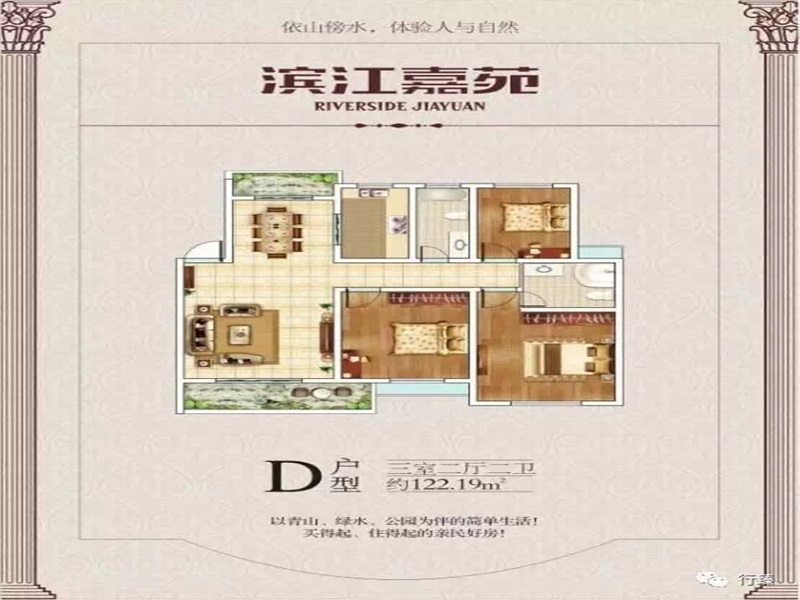 依山傍水，体验人与自然
滨江嘉苑
RIVERSIDE JIAYUAN
D户型
三室二厅二卫
约122.19m²
以青山、绿水、公园为伴的简单生活！
买得起、住得起的亲民好房！
行臻